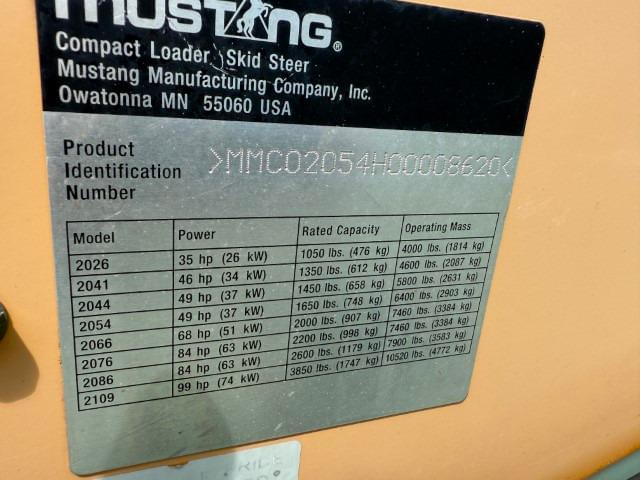 MUSTANG®
Compact Loader, Skid Steer
Mustang Manufacturing Company, Inc.
Owatonna MN 55060 USA
Product
Identification
Number
>MMC02054H00008620<
Model Power Rated Capacity Operating Mass
2026 35 hp (26 kW) 1050 lbs. (476 kg) 4000 lbs. (1814 kg)
2041 46 hp (34 kW) 1350 lbs. (612 kg) 4600 lbs. (2087 kg)
2044 49 hp (37 kW) 1450 lbs. (658 kg) 5800 lbs. (2631 kg)
2054 49 hp (37 kW) 1650 lbs. (748 kg) 6400 lbs. (2903 kg)
2066 68 hp (51 kW) 2000 lbs. (907 kg) 7460 lbs. (3384 kg)
2076 84 hp (63 kW) 2200 lbs. (998 kg) 7460 lbs. (3384 kg)
2086 84 hp (63 kW) 2600 lbs. (1179 kg) 7900 lbs. (3583 kg)
2109 99 hp (74 kW) 3850 lbs. (1747 kg) 10520 lbs. (4772 kg)